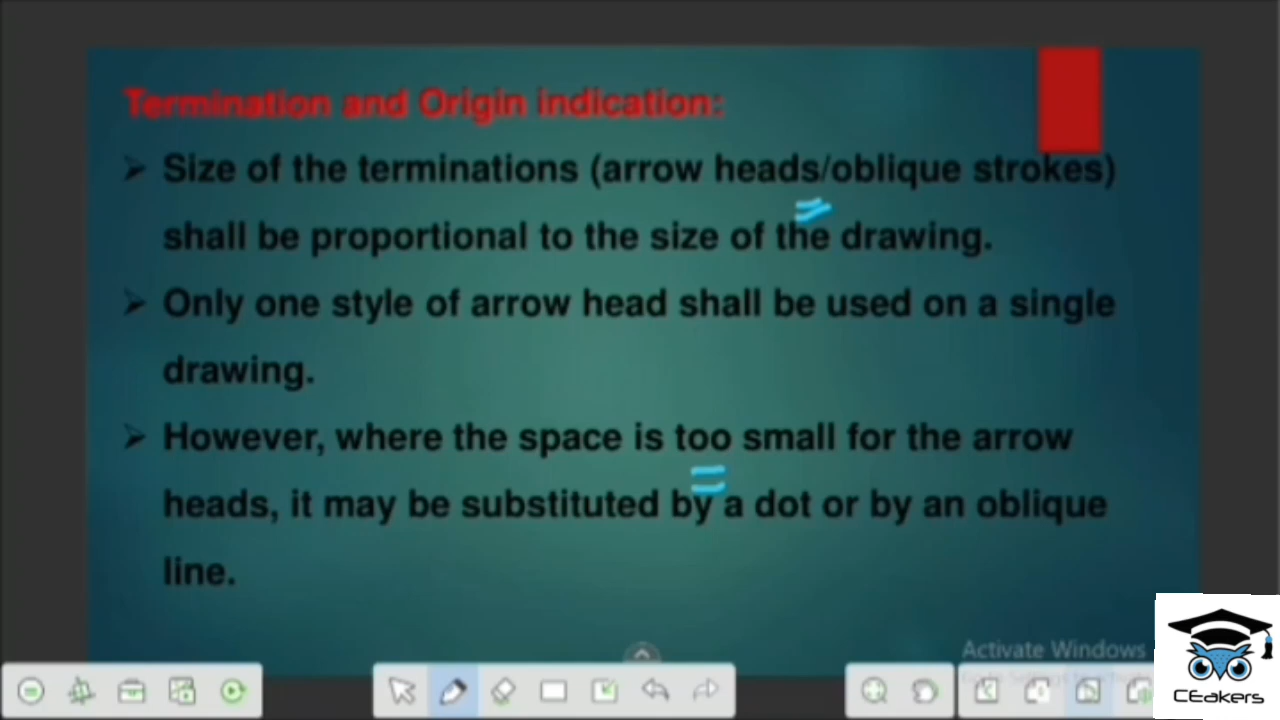 Termination and Origin indication:
➢ Size of the terminations (arrow heads/oblique strokes)
shall be proportional to the size of the drawing.
➢ Only one style of arrow head shall be used on a single
drawing.
➢ However, where the space is too small for the arrow
heads, it may be substituted by a dot or by an oblique
line.
Activate Windows
CEakers